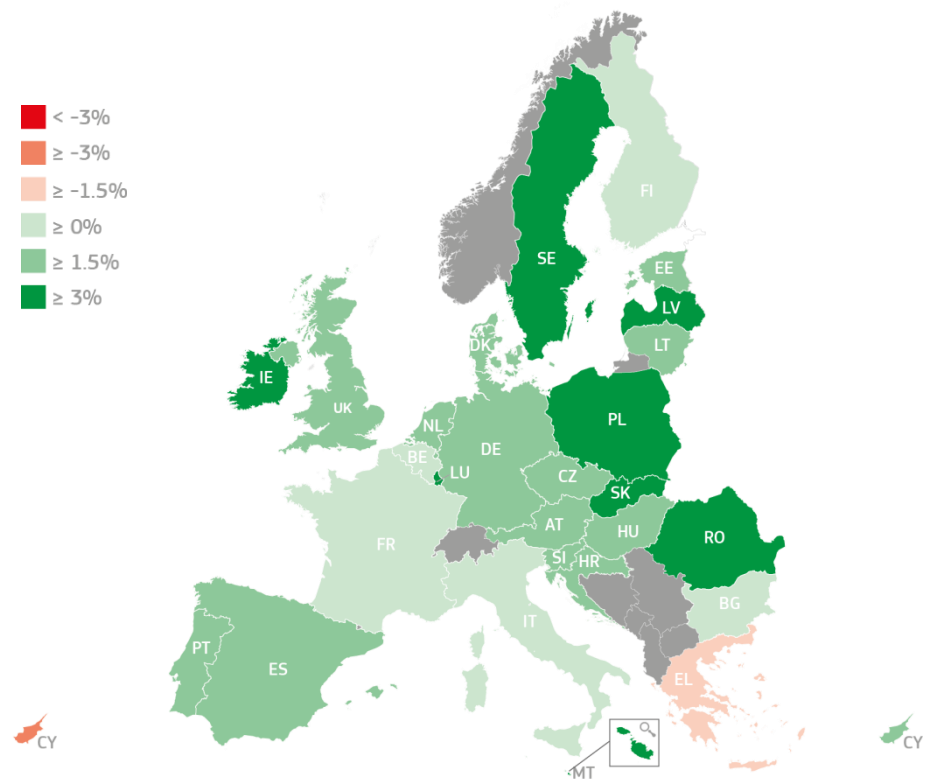 < -3%
≥ -3%
≥ -1.5%
≥ 0%
≥ 1.5%
≥ 3%
FI
SE
EE
LV
LT
DK
IE
UK
PL
NL
BE
DE
LU
CZ
SK
AT
HU
RO
FR
SI
HR
BG
IT
PT
ES
EL
CY
CY
MT